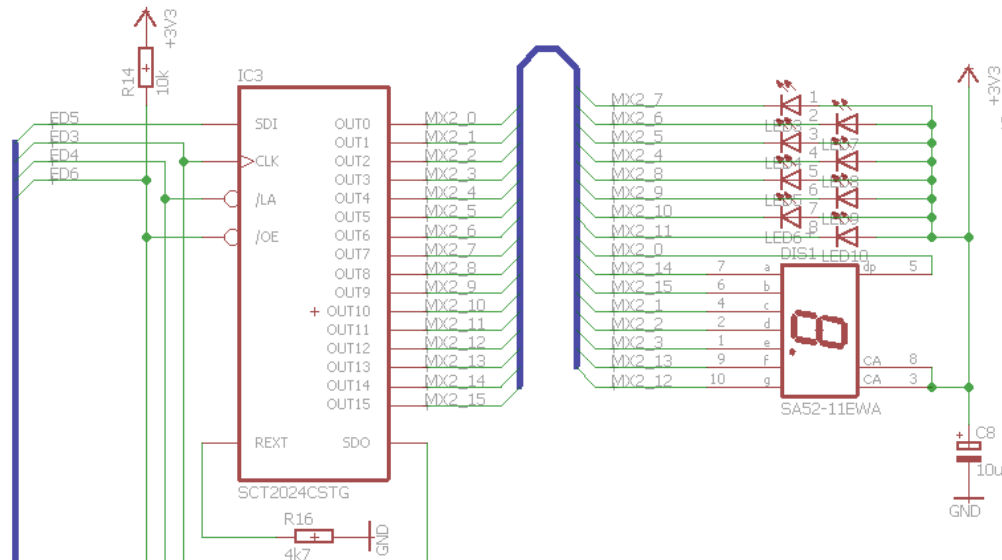 +3V3
R14
10k
IC3
ED5
ED3
ED4
ED6
SDI
CLK
/LA
/OE
REXT
OUT0
OUT1
OUT2
OUT3
OUT4
OUT5
OUT6
OUT7
OUT8
OUT9
OUT10
OUT11
OUT12
OUT13
OUT14
OUT15
SDO
MX2_0
MX2_1
MX2_2
MX2_3
MX2_4
MX2_5
MX2_6
MX2_7
MX2_8
MX2_9
MX2_10
MX2_11
MX2_12
MX2_13
MX2_14
MX2_15
SCT2024CSTG
R16
4k7
GND
MX2_7
MX2_6
MX2_5
MX2_4
MX2_8
MX2_9
MX2_10
MX2_11
MX2_0
MX2_14
MX2_15
MX2_1
MX2_2
MX2_3
MX2_13
MX2_12
1
2
LED3
3
LED7
4
LED4
5
LED8
6
LED5
7
LED9
8
LED6
LED10
DIS1
7 a dp 5
6 b
4 c
2 d
1 e
9 f CA 8
10 g CA 3
SA52-11EWA
+3V3
C8
+
10u
GND